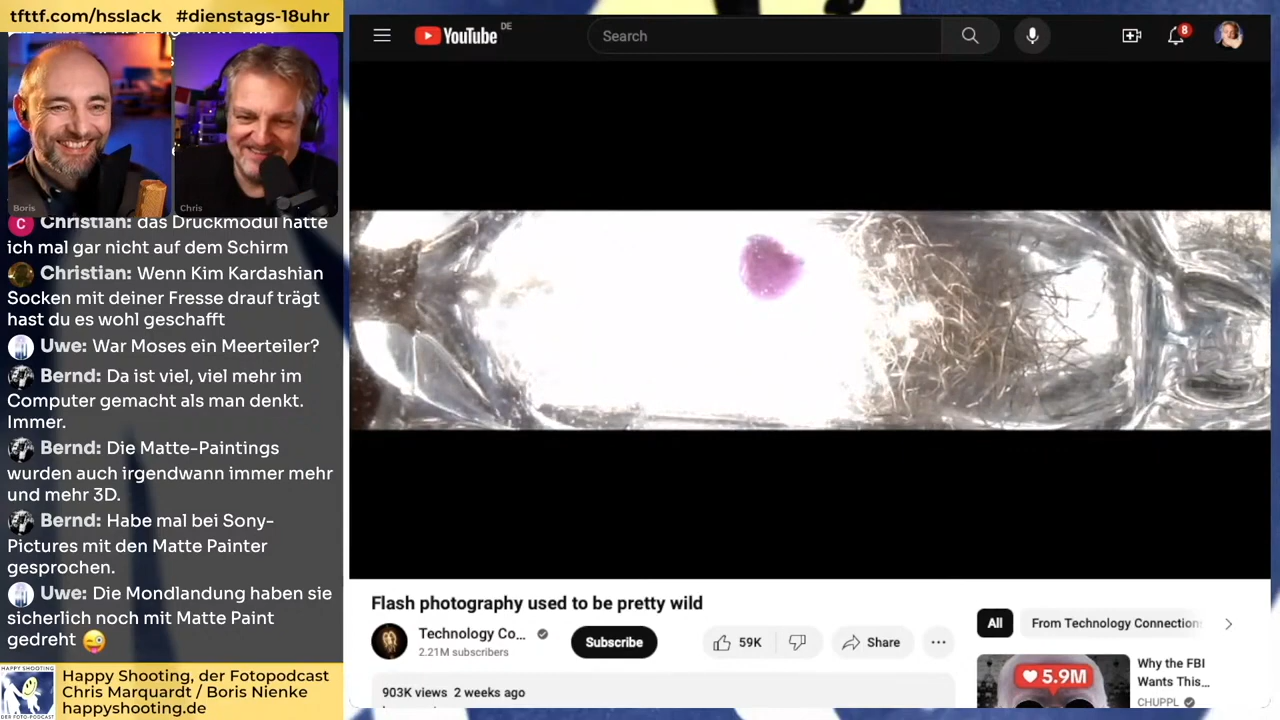 tfttf.com/hsslack #dienstags-18uhr
Boris
Chris
Christian: das Druckmodul hatte
ich mal gar nicht auf dem Schirm
Christian: Wenn Kim Kardashian
Socken mit deiner Fresse drauf trägt
hast du es wohl geschafft
Uwe: War Moses ein Meerteiler?
Bernd: Da ist viel, viel mehr im
Computer gemacht als man denkt.
Immer.
Bernd: Die Matte-Paintings
wurden auch irgendwann immer mehr
und mehr 3D.
Bernd: Habe mal bei Sony-
Pictures mit den Matte Painter
gesprochen.
Uwe: Die Mondlandung haben sie
sicherlich noch mit Matte Paint
gedreht 😜
HAPPY SHOOTING
DER FOTO-PODCAST
Happy Shooting, der Fotopodcast
Chris Marquardt / Boris Nienke
happyshooting.de
YouTube DE
Search
8
Flash photography used to be pretty wild
Technology Co...
2.21M subscribers
Subscribe
59K
Share
903K views 2 weeks ago
All
From Technology Connections
5.9M
Why the FBI
Wants This...
CHUPPL